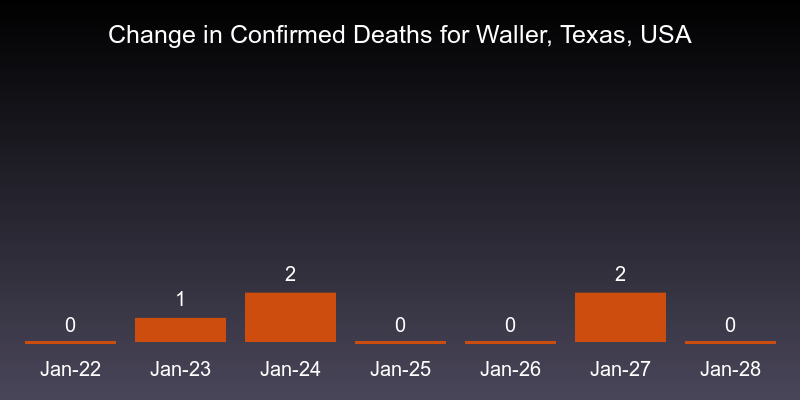 Change in Confirmed Deaths for Waller, Texas, USA
0 1 2 0 0 2 0
Jan-22 Jan-23 Jan-24 Jan-25 Jan-26 Jan-27 Jan-28